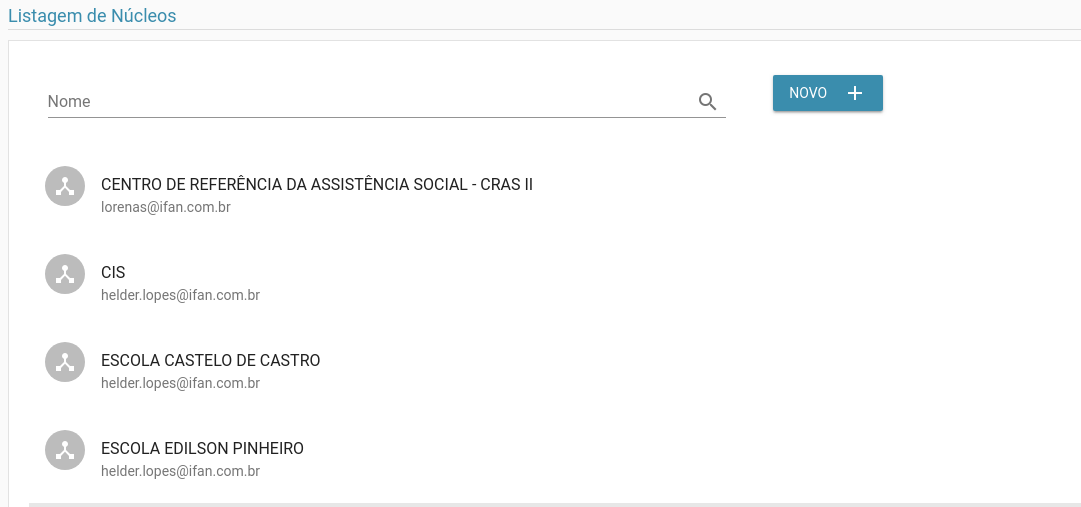 Listagem de Núcleos
Nome
NOVO
CENTRO DE REFERÊNCIA DA ASSISTÊNCIA SOCIAL - CRAS II
lorenas@ifan.com.br
CIS
helder.lopes@ifan.com.br
ESCOLA CASTELO DE CASTRO
helder.lopes@ifan.com.br
ESCOLA EDILSON PINHEIRO
helder.lopes@ifan.com.br